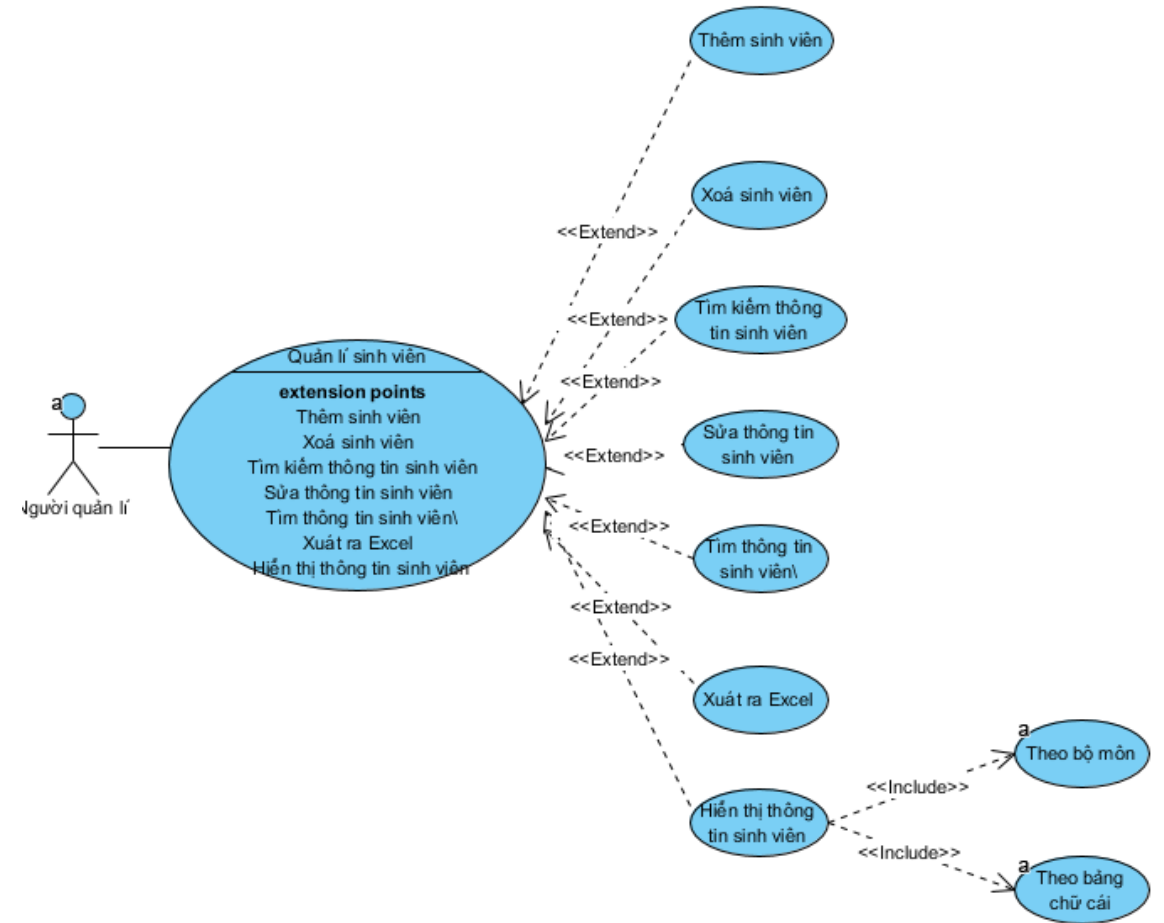 Thêm sinh viên
Xoá sinh viên
<<Extend>>
<<Extend>>
Tìm kiếm thông
tin sinh viên
Quản lí sinh viên
extension points
Thêm sinh viên
Xoá sinh viên
Tìm kiếm thông tin sinh viên
Sửa thông tin sinh viên
Tìm thông tin sinh viên\
Xuát ra Excel
Hiển thị thông tin sinh viên
<<Extend>>
a
Người quản lí
<<Extend>>
Sửa thông tin
sinh viên
<<Extend>>
Tìm thông tin
sinh viên\
<<Extend>>
<<Extend>>
Xuát ra Excel
Hiển thị thông
tin sinh viên
<<Include>>
a
Theo bộ môn
<<Include>>
a
Theo bảng
chữ cái